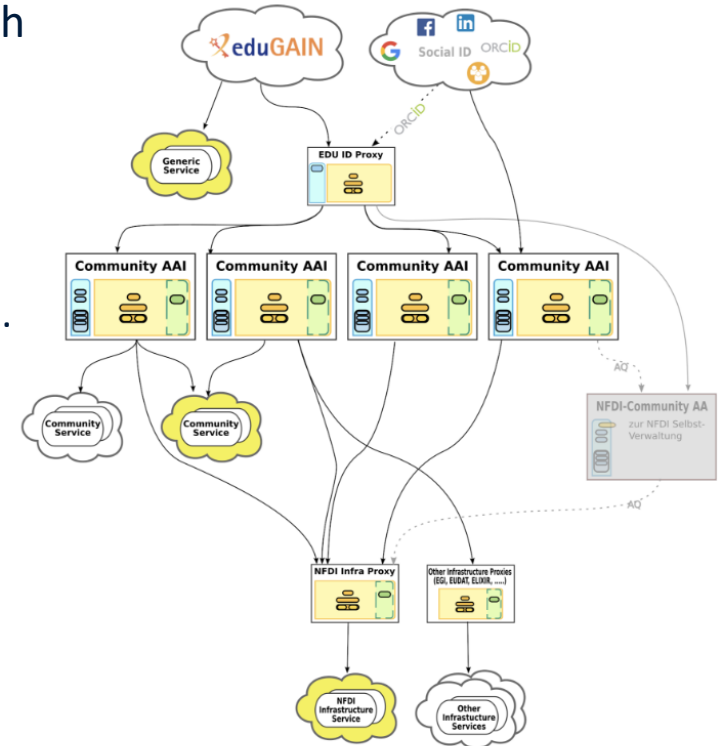 h
eduGAIN
Social ID
ORCiD
ORCiD
Generic
Service
EDU ID Proxy
Community AAI
Community AAI
Community AAI
Community AAI
.
AQ
Community
Service
Community
Service
NFDI-Community AA
zur NFDI Selbst-
Verwaltung
AQ
NFDI Infra Proxy
Other Infrastructure Proxies
(EGI, EUDAT, ELIXIR, .....)
NFDI
Infrastructure
Service
Other
Infrastucture
Services